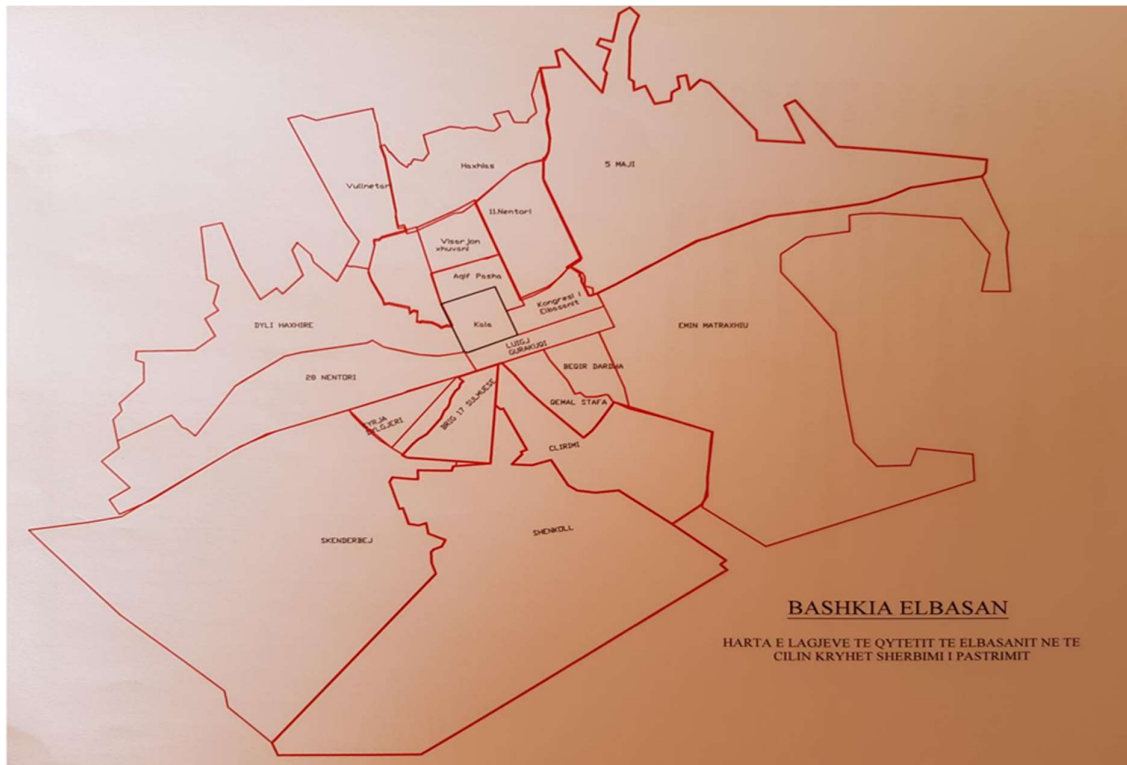 Haxhias
5 MAJI
Vullnetar
11.Nentori
Visarjon
xhuvani
Aqif Pasha
Kongresi i
Elbasanit
Kala
DYLI HAXHIRE
EMIN MATRAXHIU
LUIGJ
GURAKUQI
BEQIR DARDHA
28 NENTORI
QEMAL STAFA
BRIG 17 SULMUESE
CLIRIMI
SKENDERBEJ
SHENKOLL
BASHKIA ELBASAN
HARTA E LAGJEVE TE QYTETIT TE ELBASANIT NE TE
CILIN KRYHET SHERBIMI I PASTRIMIT